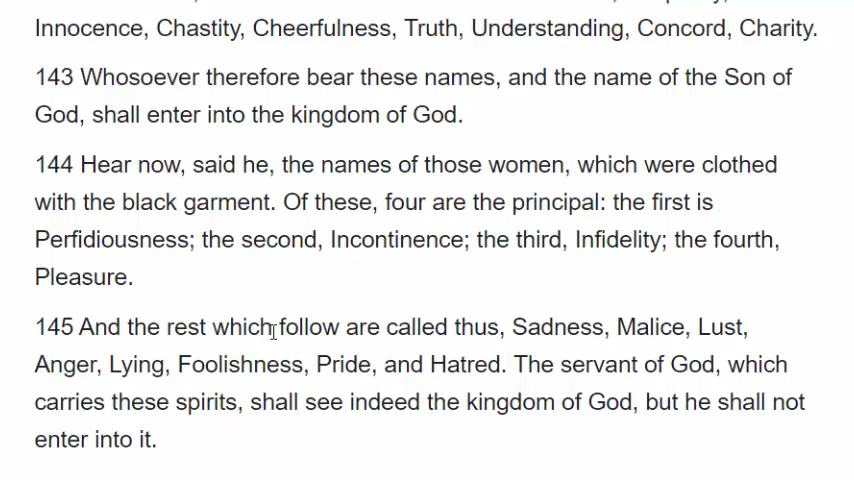 Innocence, Chastity, Cheerfulness, Truth, Understanding, Concord, Charity.
143 Whosoever therefore bear these names, and the name of the Son of
God, shall enter into the kingdom of God.
144 Hear now, said he, the names of those women, which were clothed
with the black garment. Of these, four are the principal: the first is
Perfidiousness; the second, Incontinence; the third, Infidelity; the fourth,
Pleasure.
145 And the rest which follow are called thus, Sadness, Malice, Lust,
Anger, Lying, Foolishness, Pride, and Hatred. The servant of God, which
carries these spirits, shall see indeed the kingdom of God, but he shall not
enter into it.